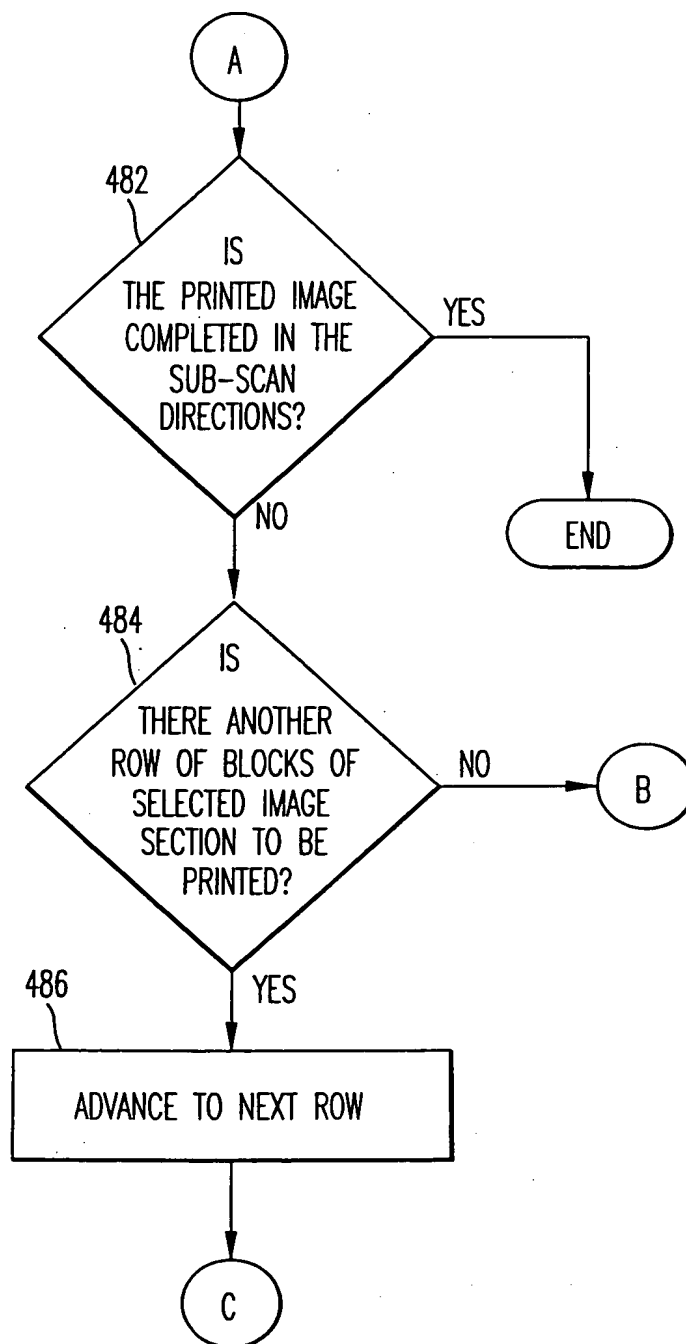 A
482
IS
THE PRINTED IMAGE
COMPLETED IN THE
SUB-SCAN
DIRECTIONS?
YES
END
NO
484
IS
THERE ANOTHER
ROW OF BLOCKS OF
SELECTED IMAGE
SECTION TO BE
PRINTED?
NO
B
YES
486
ADVANCE TO NEXT ROW
C